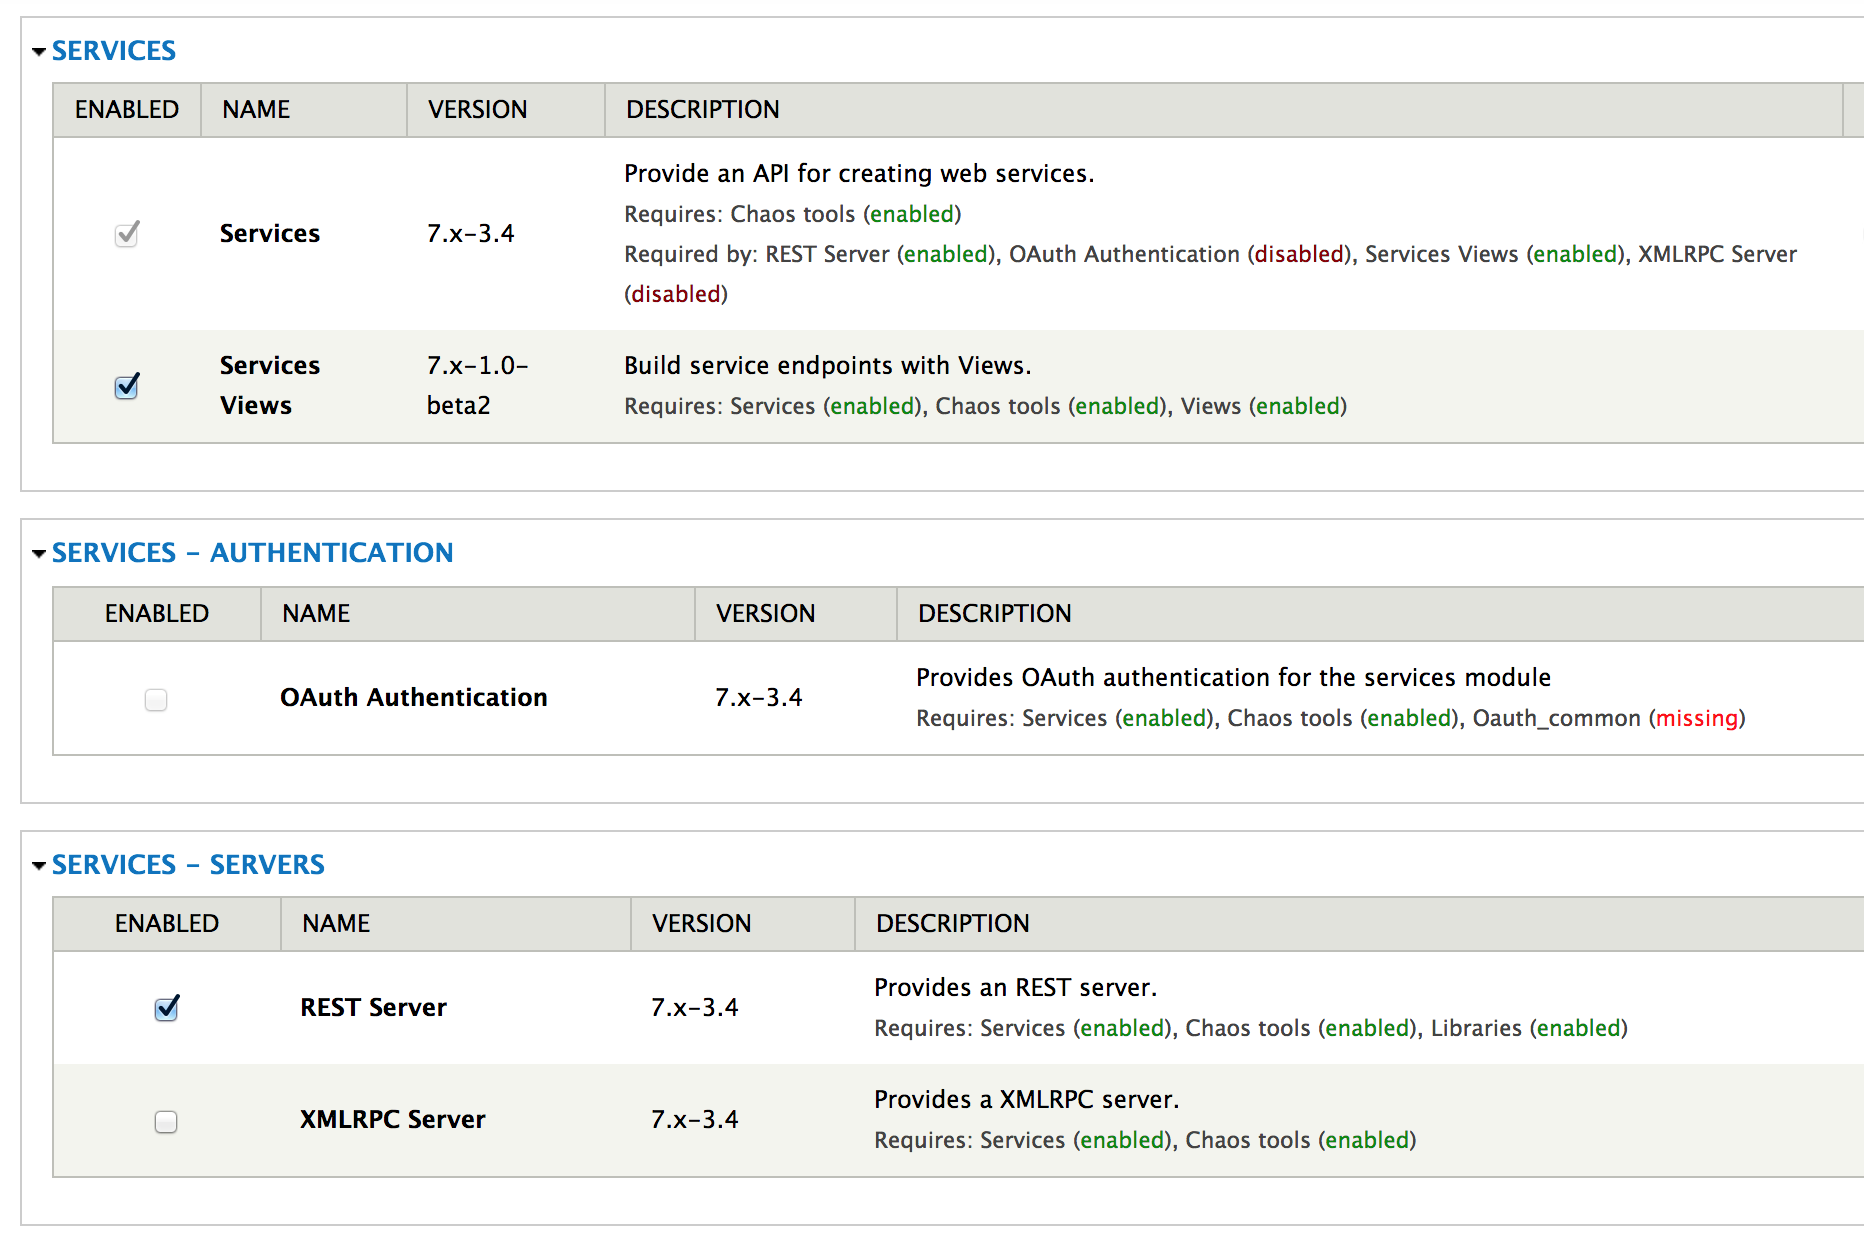 SERVICES
ENABLED NAME VERSION DESCRIPTION
Provide an API for creating web services.
Requires: Chaos tools (enabled)
Services 7.x-3.4
Required by: REST Server (enabled), OAuth Authentication (disabled), Services Views (enabled), XMLRPC Server
(disabled)
Services 7.x-1.0- Build service endpoints with Views.
Views beta2 Requires: Services (enabled), Chaos tools (enabled), Views (enabled)
SERVICES - AUTHENTICATION
ENABLED NAME VERSION DESCRIPTION
Provides OAuth authentication for the services module
OAuth Authentication 7.x-3.4
Requires: Services (enabled), Chaos tools (enabled), Oauth_common (missing)
SERVICES - SERVERS
ENABLED NAME VERSION DESCRIPTION
Provides an REST server.
REST Server 7.x-3.4
Requires: Services (enabled), Chaos tools (enabled), Libraries (enabled)
Provides a XMLRPC server.
XMLRPC Server 7.x-3.4
Requires: Services (enabled), Chaos tools (enabled)